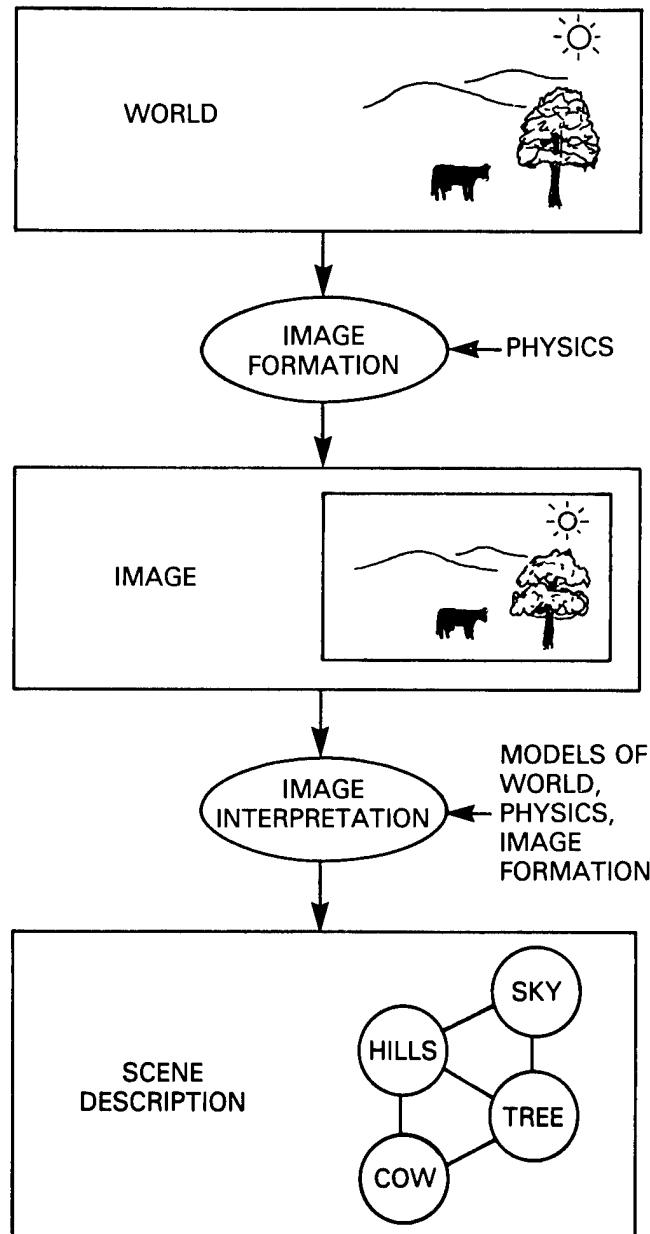 WORLD
IMAGE
FORMATION
PHYSICS
IMAGE
IMAGE
INTERPRETATION
MODELS OF
WORLD,
PHYSICS,
IMAGE
FORMATION
SCENE
DESCRIPTION
SKY
HILLS
TREE
COW